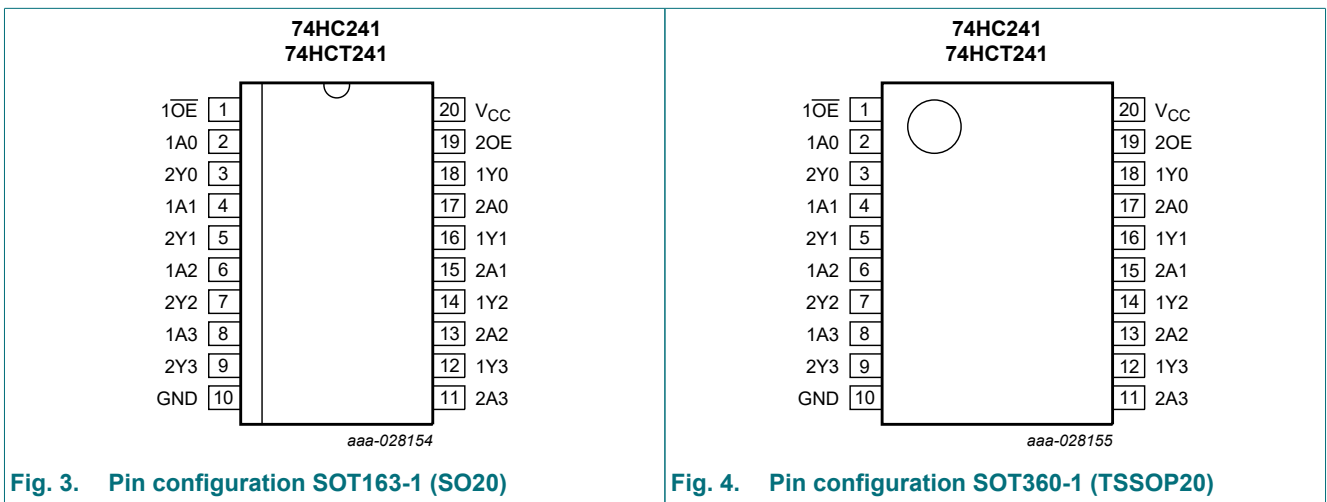 74HC241
74HCT241
1OE 1
1A0 2
2Y0 3
1A1 4
2Y1 5
1A2 6
2Y2 7
1A3 8
2Y3 9
GND 10
20 VCC
19 2OE
18 1Y0
17 2A0
16 1Y1
15 2A1
14 1Y2
13 2A2
12 1Y3
11 2A3
aaa-028154
Fig. 3. Pin configuration SOT163-1 (SO20)
74HC241
74HCT241
1OE 1
1A0 2
2Y0 3
1A1 4
2Y1 5
1A2 6
2Y2 7
1A3 8
2Y3 9
GND 10
20 VCC
19 2OE
18 1Y0
17 2A0
16 1Y1
15 2A1
14 1Y2
13 2A2
12 1Y3
11 2A3
aaa-028155
Fig. 4. Pin configuration SOT360-1 (TSSOP20)